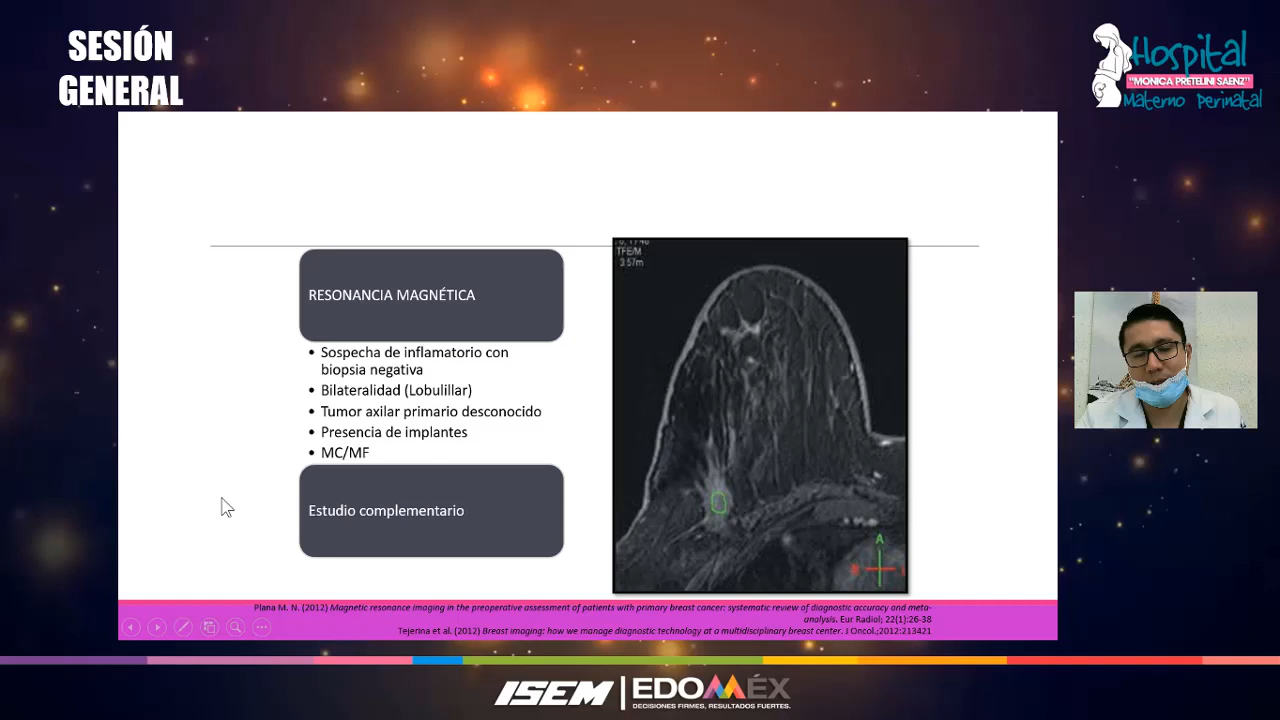 SESIÓN
GENERAL
Hospital
"MONICA PRETELINI SAENZ"
Materno Perinatal
RESONANCIA MAGNÉTICA
• Sospecha de inflamatorio con
biopsia negativa
• Bilateralidad (Lobulillar)
• Tumor axilar primario desconocido
• Presencia de implantes
• MC/MF
Estudio complementario
TFE/M
3:57m
A
Plana M. N. (2012) Magnetic resonance imaging in the preoperative assessment of patients with primary breast cancer: systematic review of diagnostic accuracy and meta-
analysis. Eur Radiol; 22(1):26-38
Tejerina et al. (2012) Breast imaging: how we manage diagnostic technology at a multidisciplinary breast center. J Oncol.;2012:213421
ISEM
EDOMÉX
DECISIONES FIRMES, RESULTADOS FUERTES.